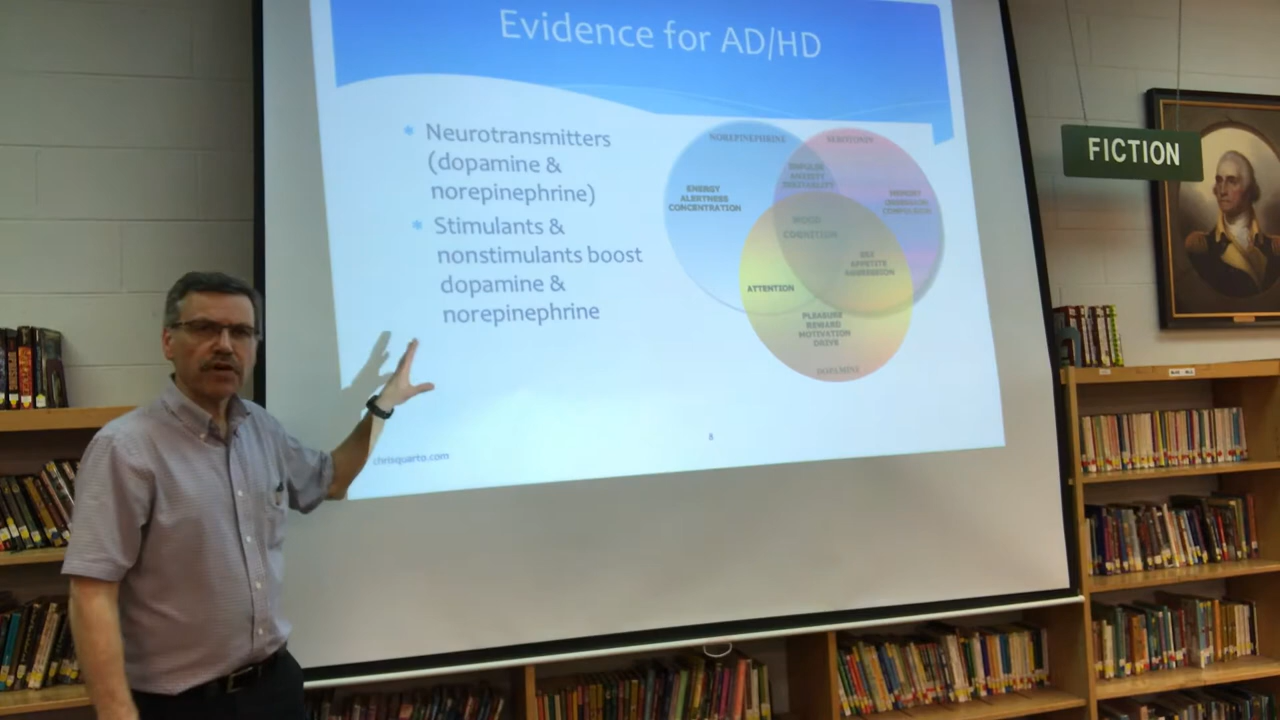 Evidence for AD/HD
* Neurotransmitters
(dopamine &
norepinephrine)
* Stimulants &
nonstimulants boost
dopamine &
norepinephrine
NOREPINEPHRINE
SEROTONIN
IMPULSE
ANXIETY
IRRITABILITY
ENERGY
ALERTNESS
CONCENTRATION
MEMORY
OBSESSION
COMPULSION
MOOD
COGNITION
SEX
APPETITE
AGGRESSION
ATTENTION
PLEASURE
REWARD
MOTIVATION
DRIVE
DOPAMINE
8
chrisquarto.com
FICTION